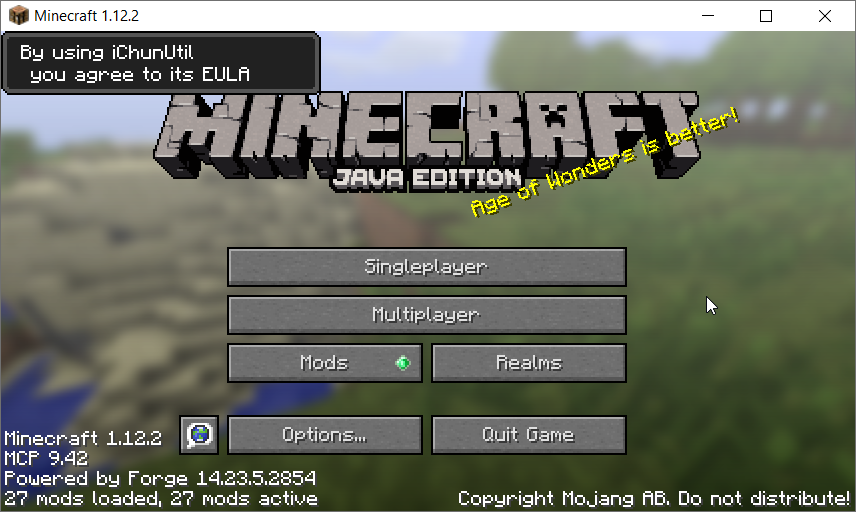 Minecraft 1.12.2
By using iChunUtil
you agree to its EULA
MINECRAFT
JAVA EDITION
Age of Wonders is better!
Singleplayer
Multiplayer
Mods
Realms
Options...
Quit Game
Minecraft 1.12.2
MCP 9.42
Powered by Forge 14.23.5.2854
27 mods loaded, 27 mods active
Copyright Mojang AB. Do not distribute!